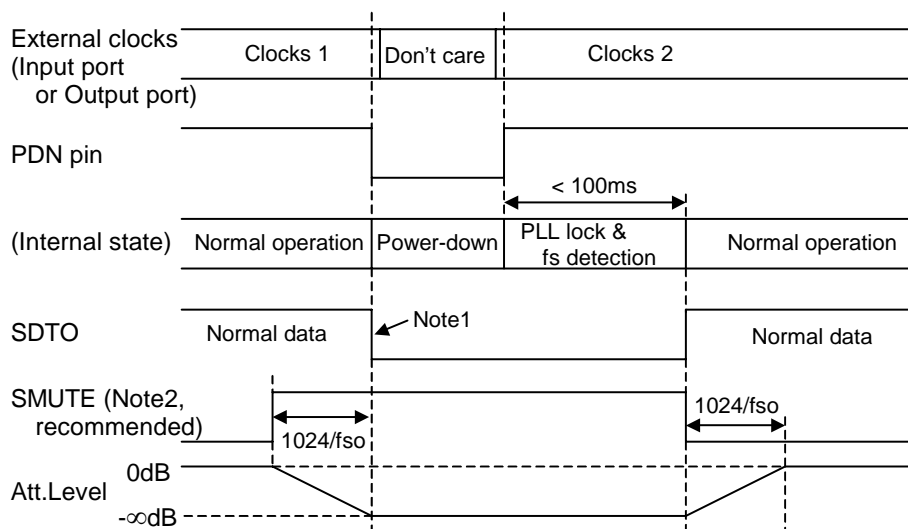 External clocks
(Input port
or Output port)
Clocks 1
Don't care
Clocks 2
PDN pin
< 100ms
(Internal state)
Normal operation
Power-down
PLL lock &
fs detection
Normal operation
SDTO
Normal data
Note1
Normal data
SMUTE (Note2,
recommended)
1024/fso
1024/fso
0dB
Att.Level
-∞dB